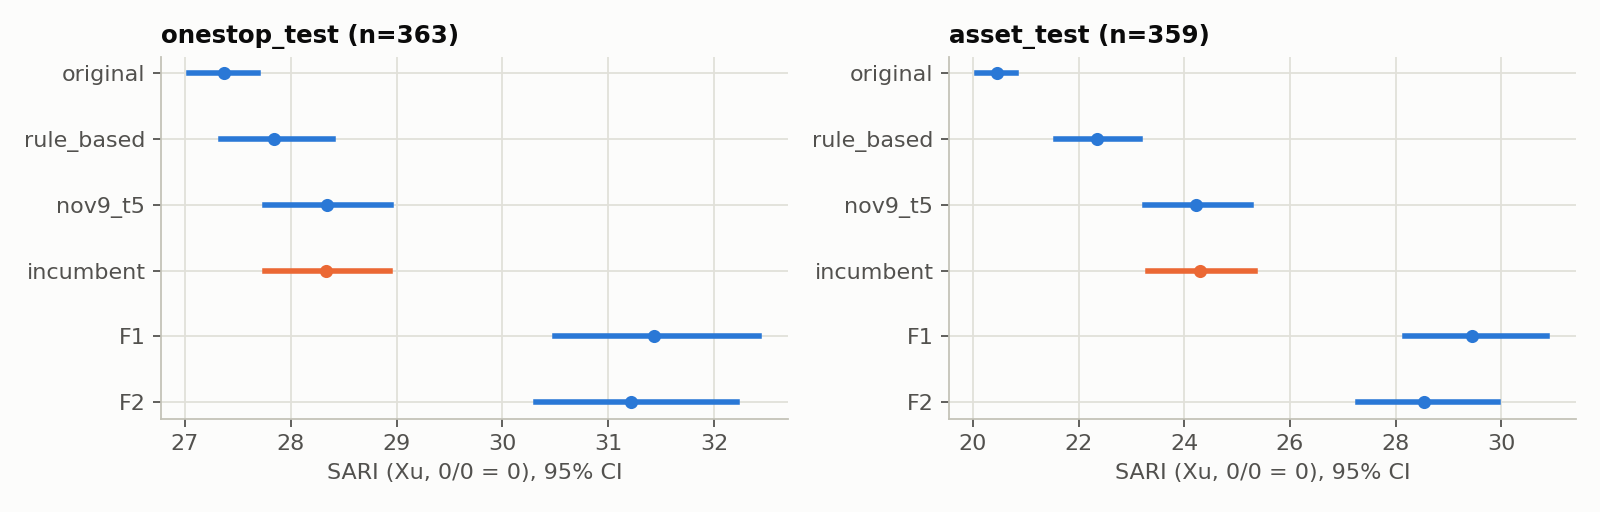 onestop_test (n=363)
original
rule_based
nov9_t5
incumbent
F1
F2
27 28 29 30 31 32
SARI (Xu, 0/0 = 0), 95% CI
asset_test (n=359)
original
rule_based
nov9_t5
incumbent
F1
F2
20 22 24 26 28 30
SARI (Xu, 0/0 = 0), 95% CI